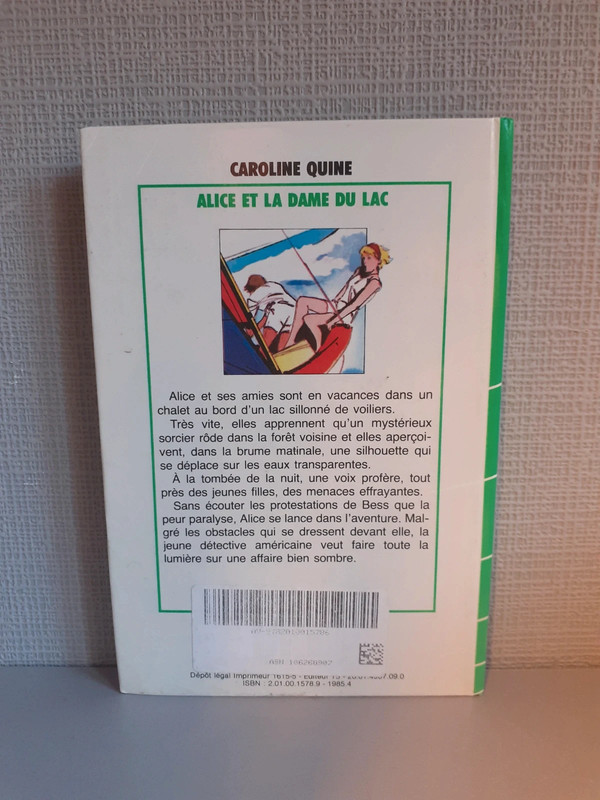 CAROLINE QUINE
ALICE ET LA DAME DU LAC
Alice et ses amies sont en vacances dans un
chalet au bord d'un lac sillonné de voiliers.
Très vite, elles apprennent qu'un mystérieux
sorcier rôde dans la forêt voisine et elles aperçoi-
vent, dans la brume matinale, une silhouette qui
se déplace sur les eaux transparentes.
À la tombée de la nuit, une voix profère, tout
près des jeunes filles, des menaces effrayantes.
Sans écouter les protestations de Bess que la
peur paralyse, Alice se lance dans l'aventure. Mal-
gré les obstacles qui se dressent devant elle, la
jeune détective américaine veut faire toute la
lumière sur une affaire bien sombre.
Dépôt légal Imprimeur
ISBN : 2.01.00.1578.9 - 1985.4